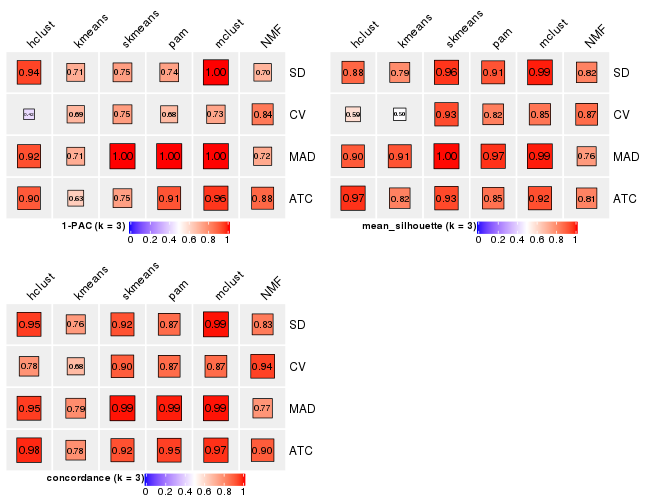 hclust kmeans skmeans pam mclust NMF
0.94 0.71 0.75 0.74 1.00 0.70 SD
0.69 0.75 0.68 0.73 0.84 CV
0.92 0.71 1.00 1.00 1.00 0.72 MAD
0.90 0.63 0.75 0.91 0.96 0.88 ATC
1-PAC (k = 3)
0 0.2 0.4 0.6 0.8 1
hclust kmeans skmeans pam mclust NMF
0.88 0.79 0.96 0.91 0.99 0.82 SD
0.59 0.50 0.93 0.82 0.85 0.87 CV
0.90 0.91 1.00 0.97 0.99 0.76 MAD
0.97 0.82 0.93 0.85 0.92 0.81 ATC
mean_silhouette (k = 3)
0 0.2 0.4 0.6 0.8 1
hclust kmeans skmeans pam mclust NMF
0.95 0.76 0.92 0.87 0.99 0.83 SD
0.78 0.68 0.90 0.87 0.87 0.94 CV
0.95 0.79 0.99 0.99 0.99 0.77 MAD
0.98 0.78 0.92 0.95 0.97 0.90 ATC
concordance (k = 3)
0 0.2 0.4 0.6 0.8 1